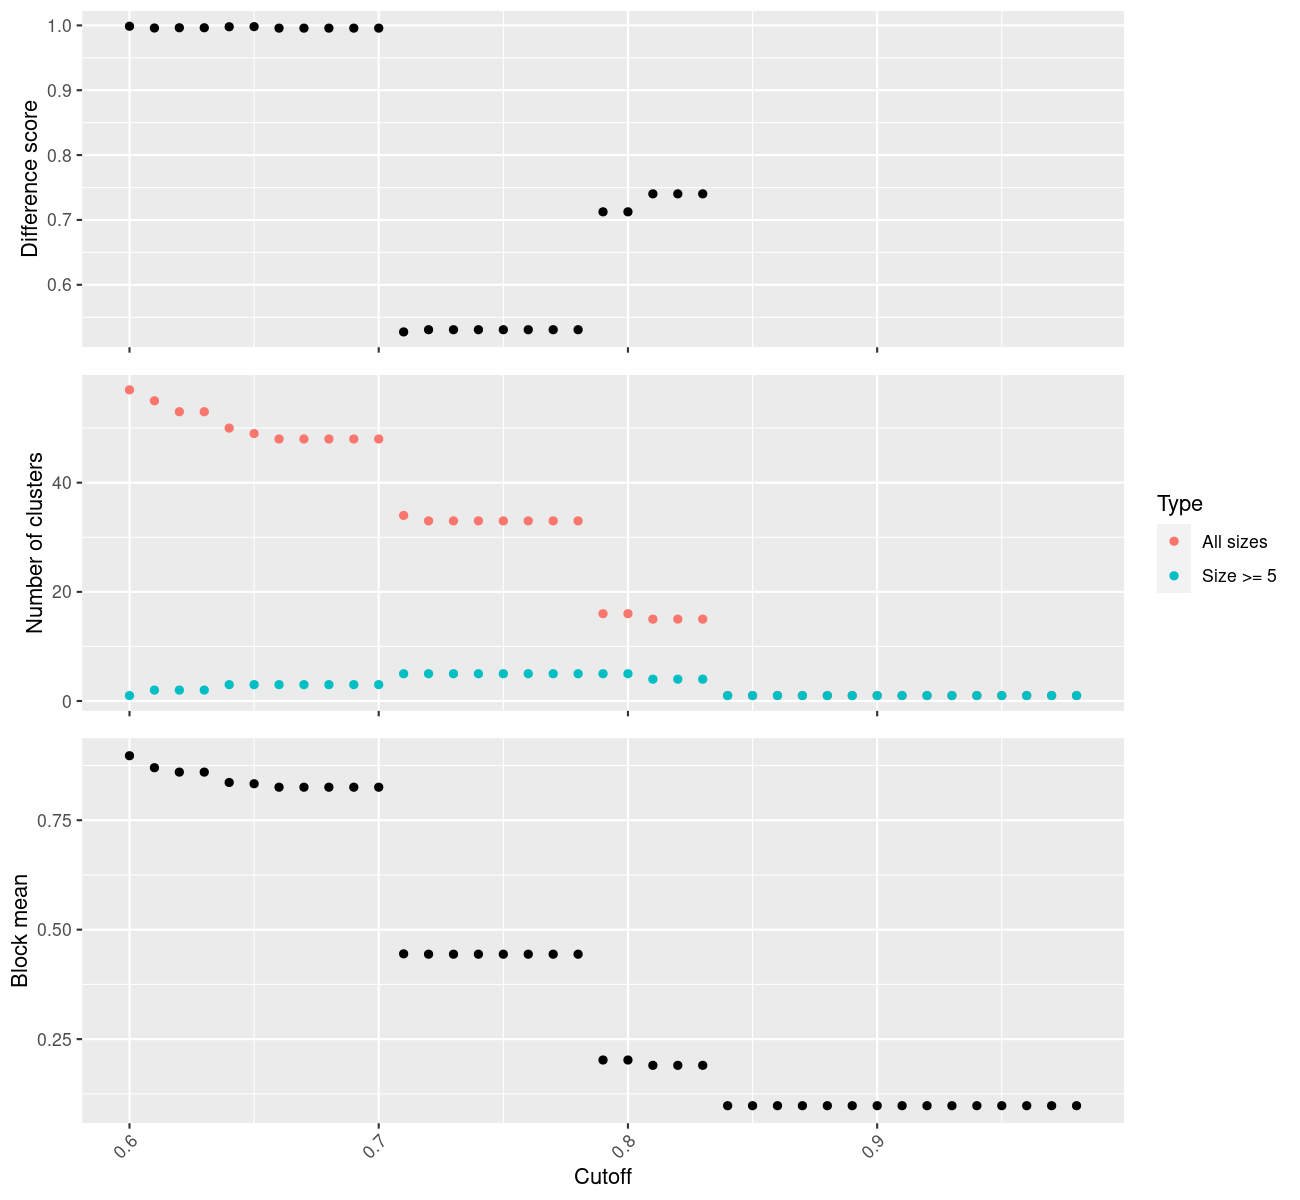 Difference score
1.0
0.9
0.8
0.7
0.6
Number of clusters
40
20
0
Type
All sizes
Size >= 5
Block mean
0.75
0.50
0.25
0.6
0.7
0.8
0.9
Cutoff